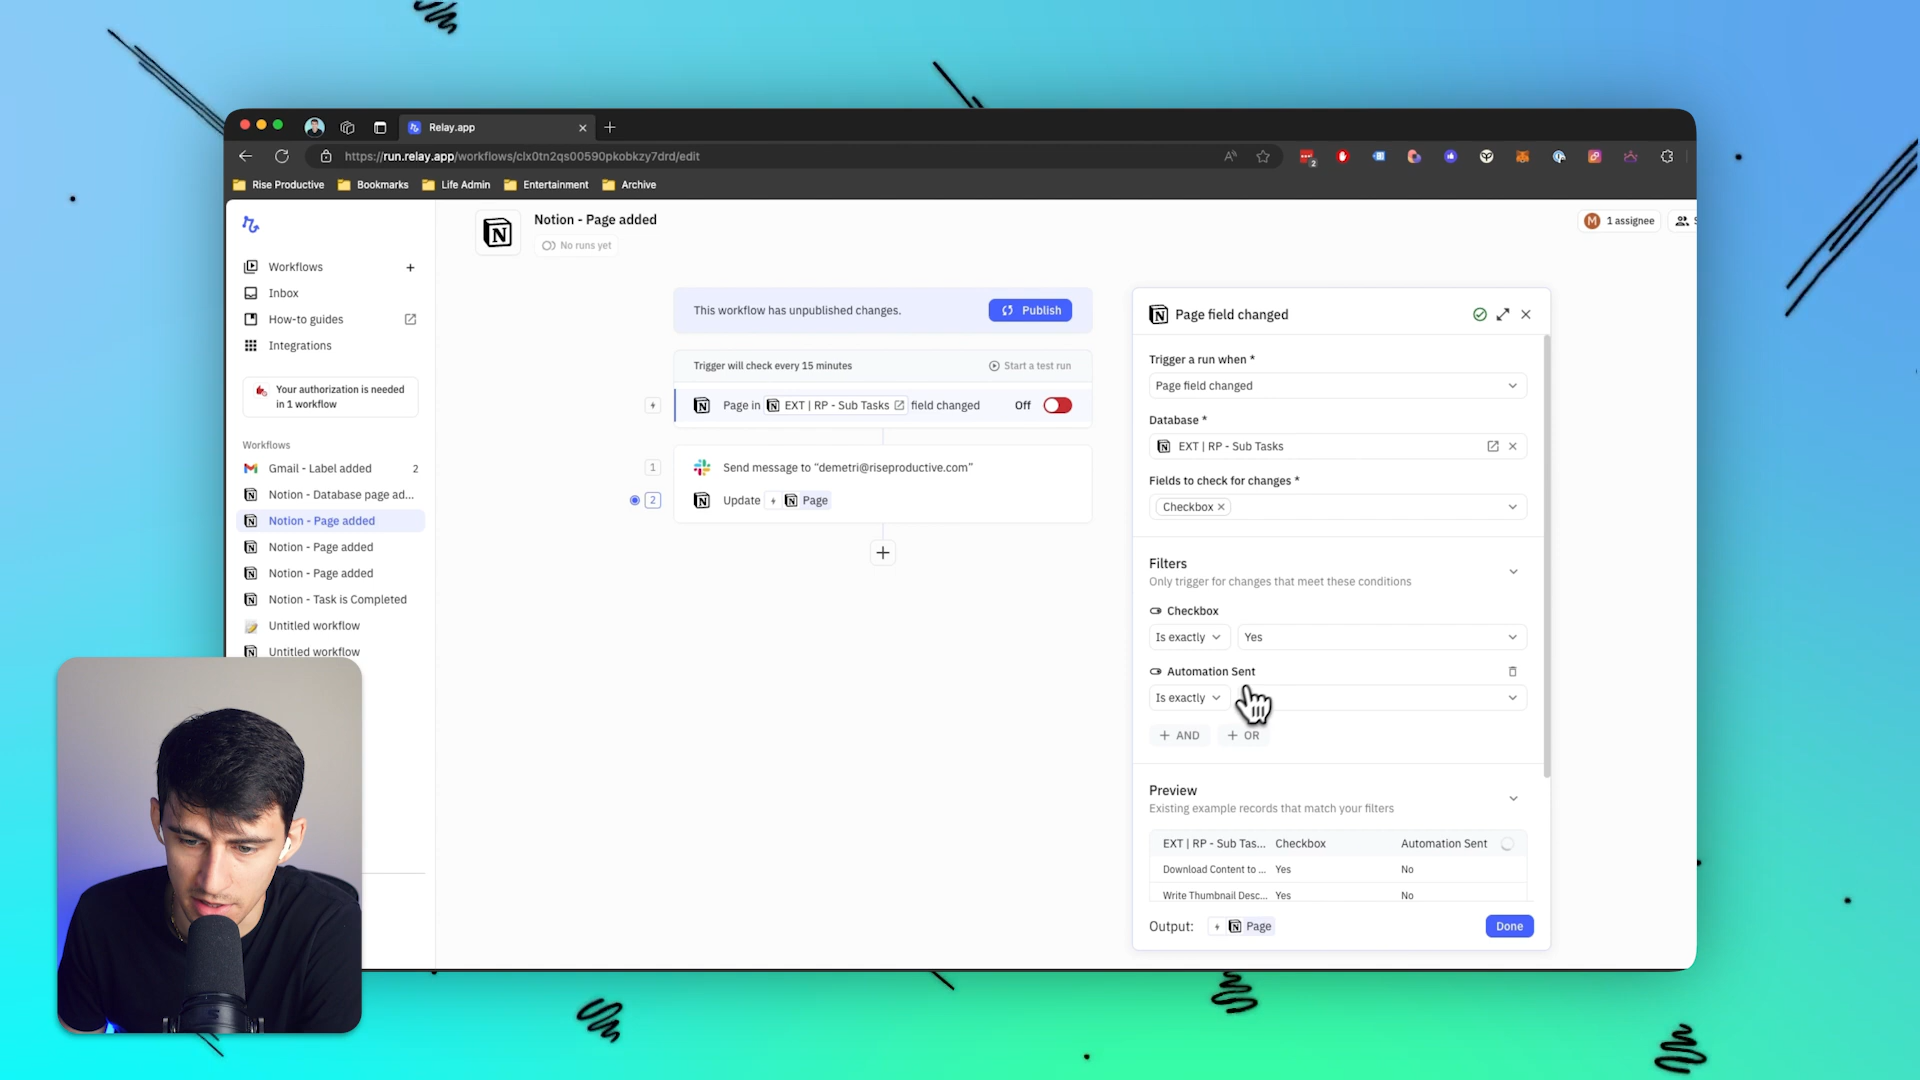 Relay.app
https://run.relay.app/workflows/clx0tn2qs00590pkobkzy7drd/edit
2
Rise Productive
Bookmarks
Life Admin
Entertainment
Archive
Notion - Page added
No runs yet
M
1 assignee
Workflows
Inbox
How-to guides
Integrations
Your authorization is needed
in 1 workflow
Workflows
Gmail - Label added 2
Notion - Database page ad...
Notion - Page added
Notion - Page added
Notion - Page added
Notion - Task is Completed
Untitled workflow
Untitled workflow
This workflow has unpublished changes.
Publish
Trigger will check every 15 minutes
Start a test run
Page in EXT | RP - Sub Tasks field changed
Off
1
Send message to “demetri@riseproductive.com”
2
Update Page
Page field changed
Trigger a run when *
Page field changed
Database *
EXT | RP - Sub Tasks
Fields to check for changes *
Checkbox
Filters
Only trigger for changes that meet these conditions
Checkbox
Is exactly Yes
Automation Sent
Is exactly
AND OR
Preview
Existing example records that match your filters
EXT | RP - Sub Tas... Checkbox Automation Sent
Download Content to ... Yes No
Write Thumbnail Desc... Yes No
Output: Page
Done